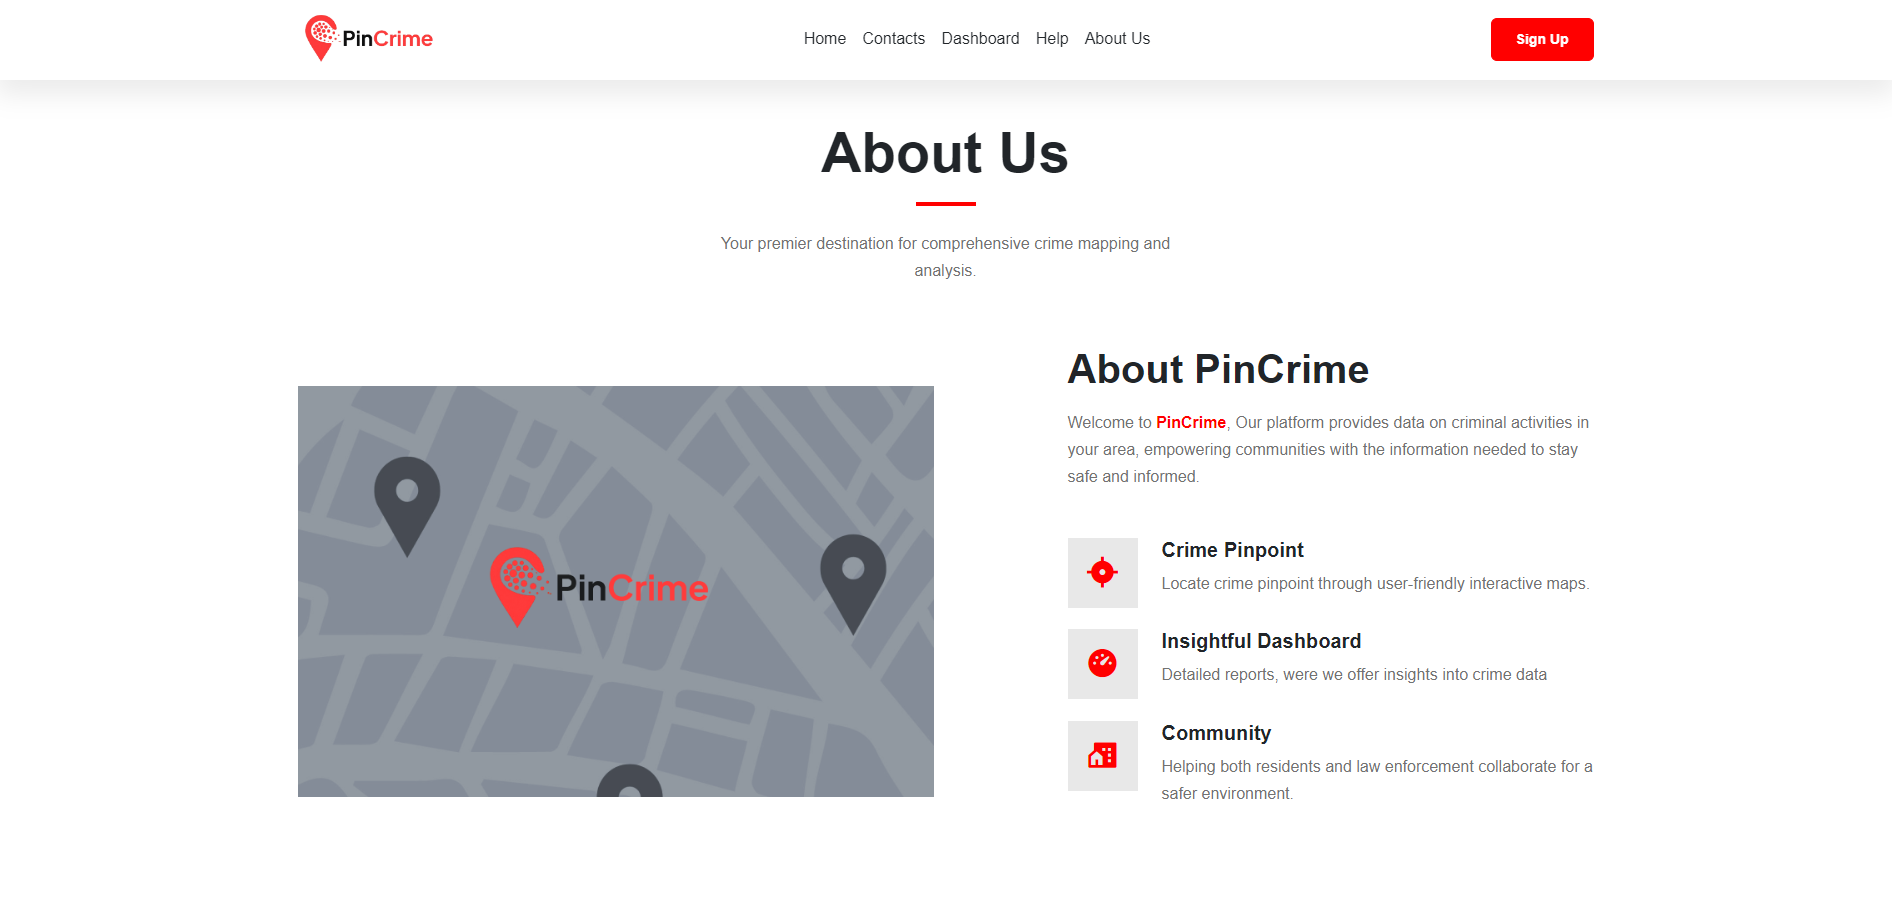 PinCrime
Home Contacts Dashboard Help About Us
Sign Up
About Us
Your premier destination for comprehensive crime mapping and
analysis.
PinCrime
About PinCrime
Welcome to PinCrime, Our platform provides data on criminal activities in
your area, empowering communities with the information needed to stay
safe and informed.
Crime Pinpoint
Locate crime pinpoint through user-friendly interactive maps.
Insightful Dashboard
Detailed reports, were we offer insights into crime data
Community
Helping both residents and law enforcement collaborate for a
safer environment.